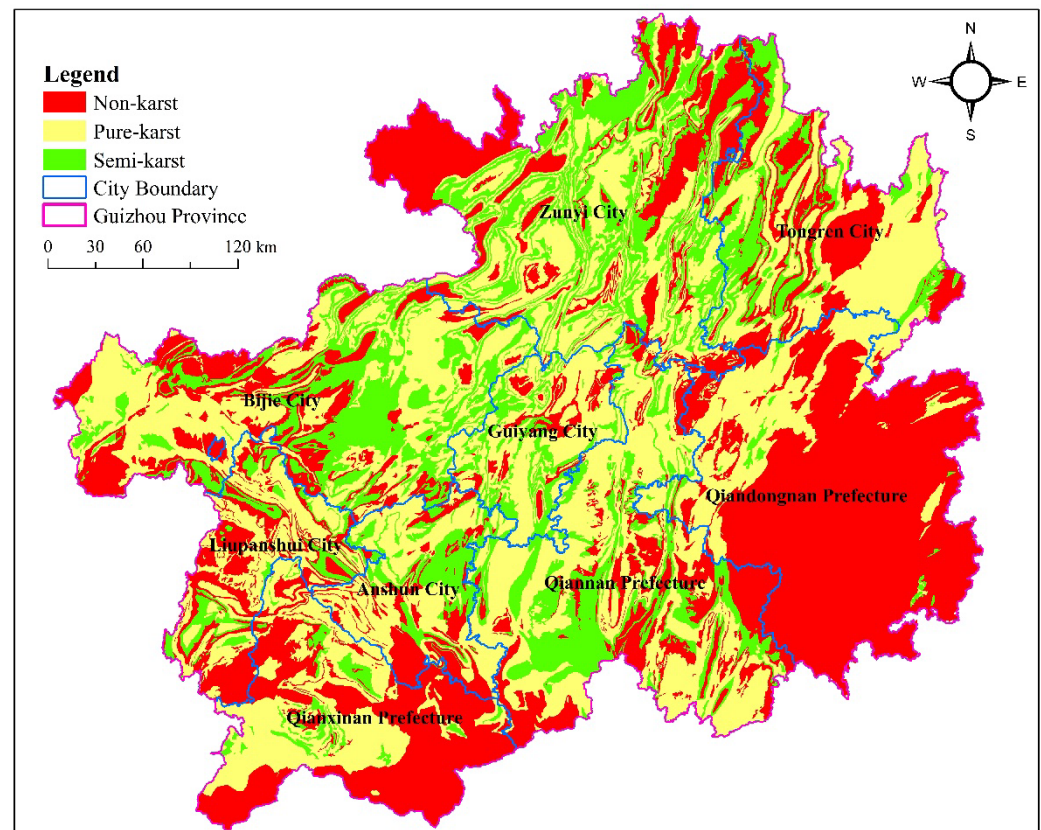 N
W
E
S
Legend
Non-karst
Pure-karst
Semi-karst
City Boundary
Guizhou Province
0 30 60 120 km
Zunyi City
Tongren City
Bijie City
Guiyang City
Qiandongnan Prefecture
Liupanshui City
Anshun City
Qiannan Prefecture
Qianxinan Prefecture